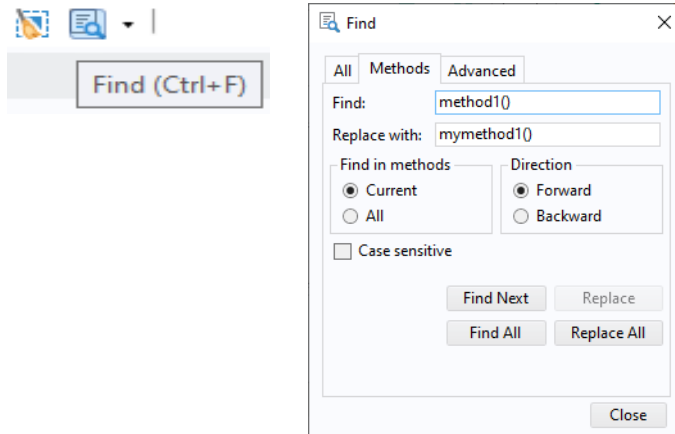 Find (Ctrl+F)
Find
All Methods Advanced
Find: method1()
Replace with: mymethod1()
Find in methods Direction
Current Forward
All Backward
Case sensitive
Find Next Replace
Find All Replace All
Close